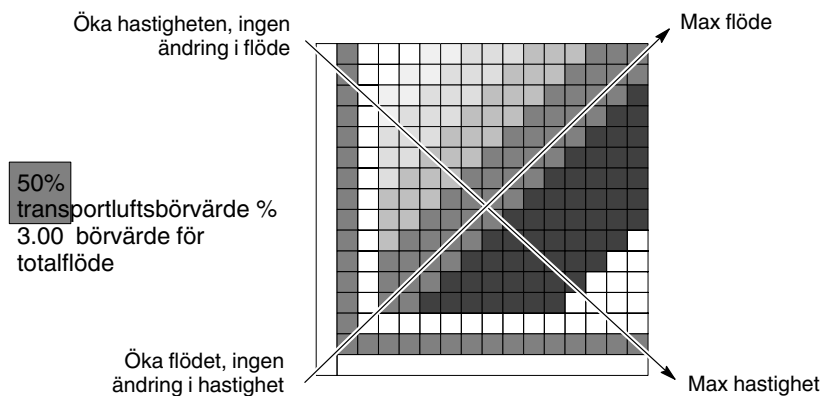 Öka hastigheten, ingen
ändring i flöde
Max flöde
50%
transportluftsbörvärde %
3.00 börvärde för
totalflöde
Öka flödet, ingen
ändring i hastighet
Max hastighet